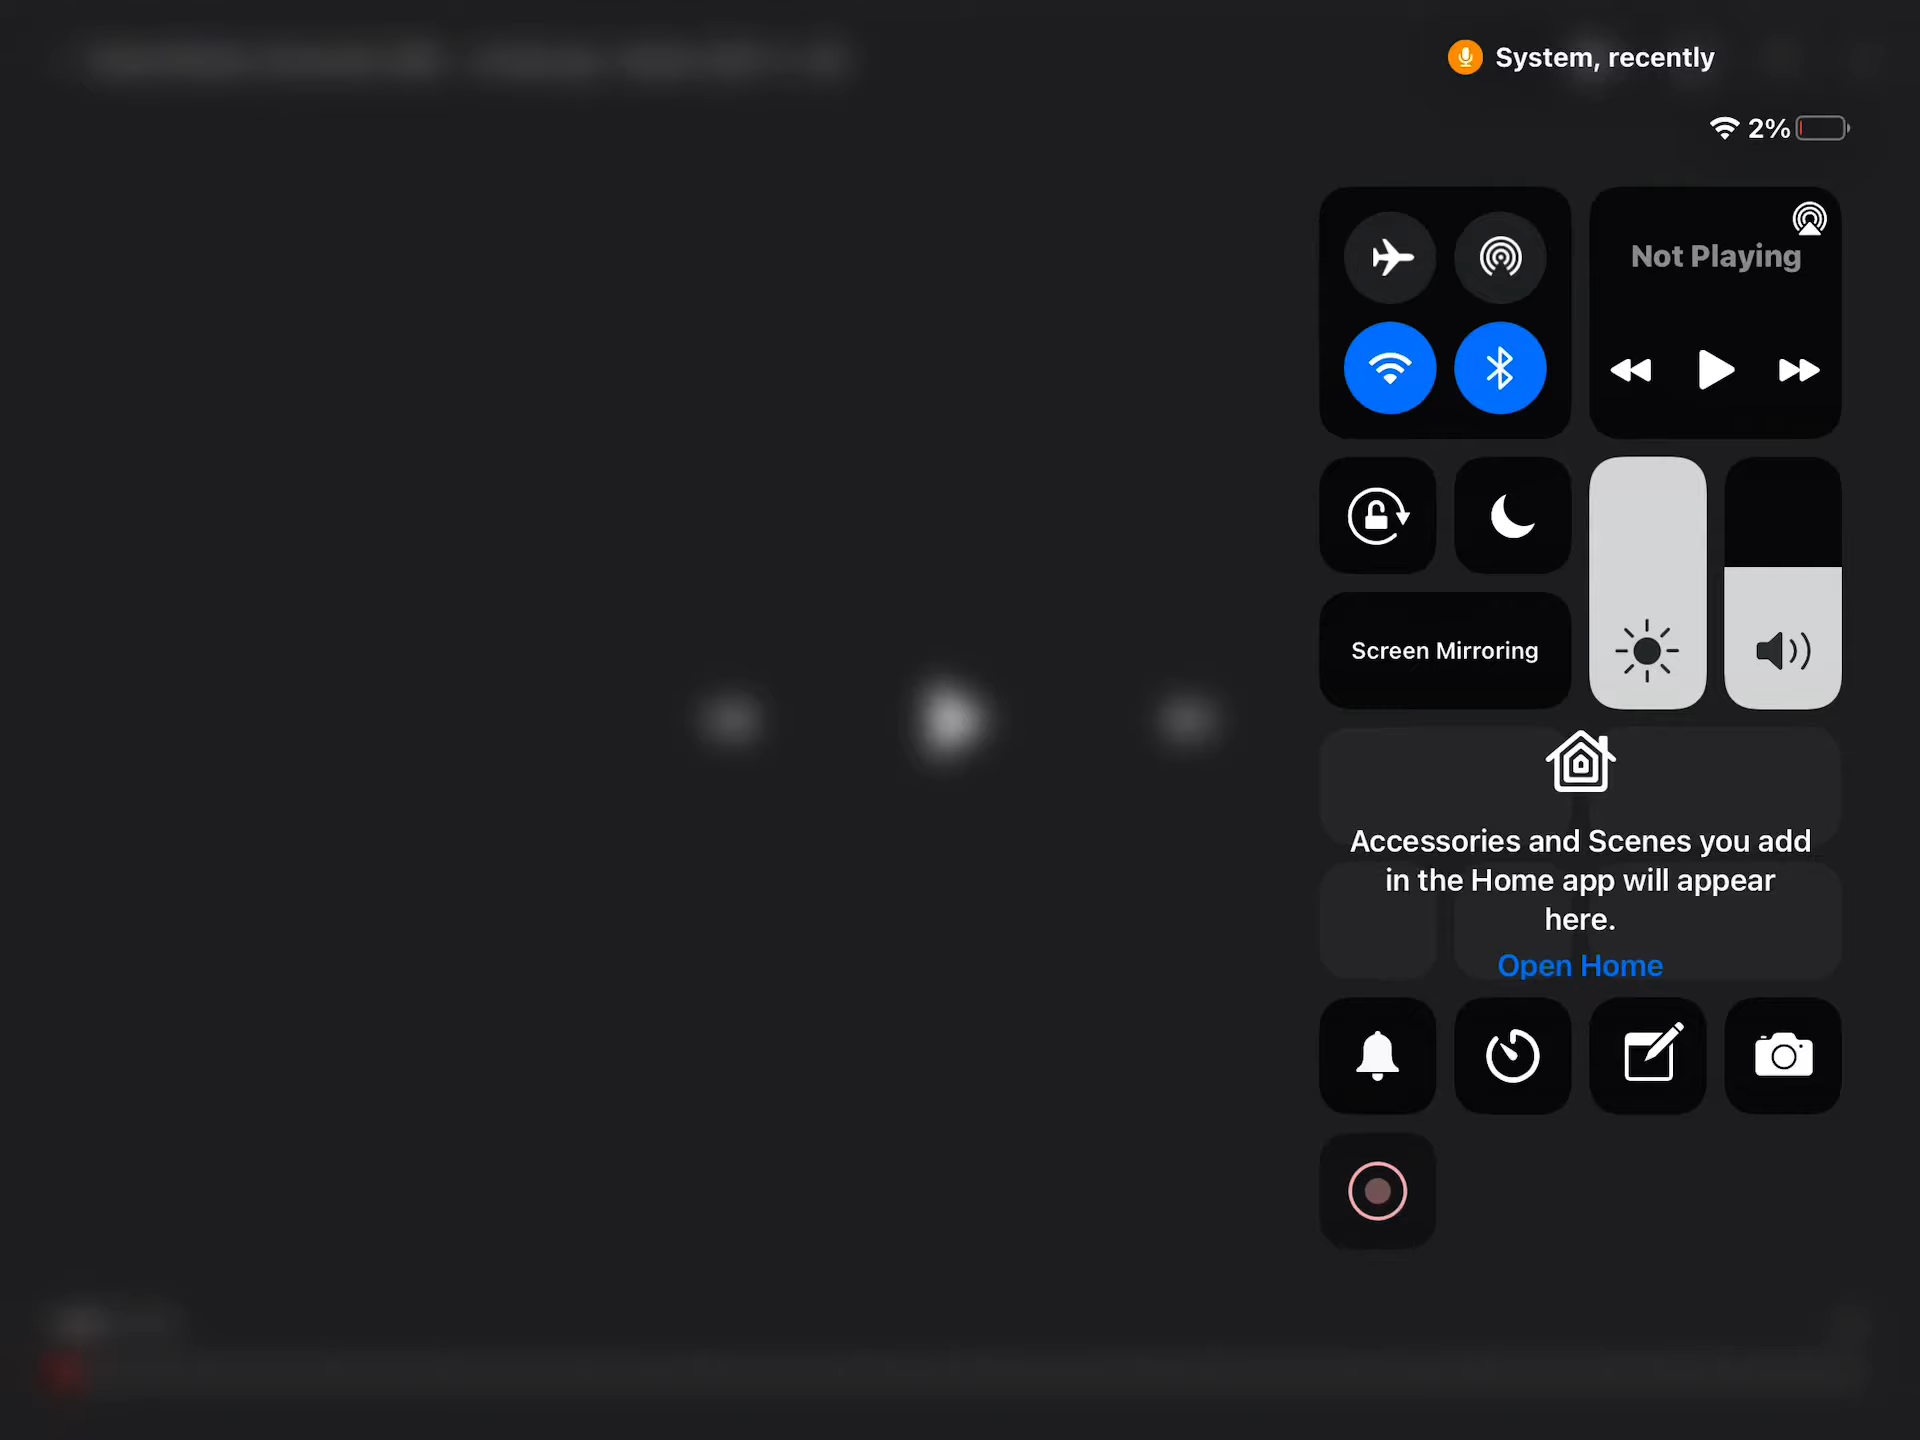 System, recently
2%
Not Playing
Screen Mirroring
Accessories and Scenes you add
in the Home app will appear
here.
Open Home